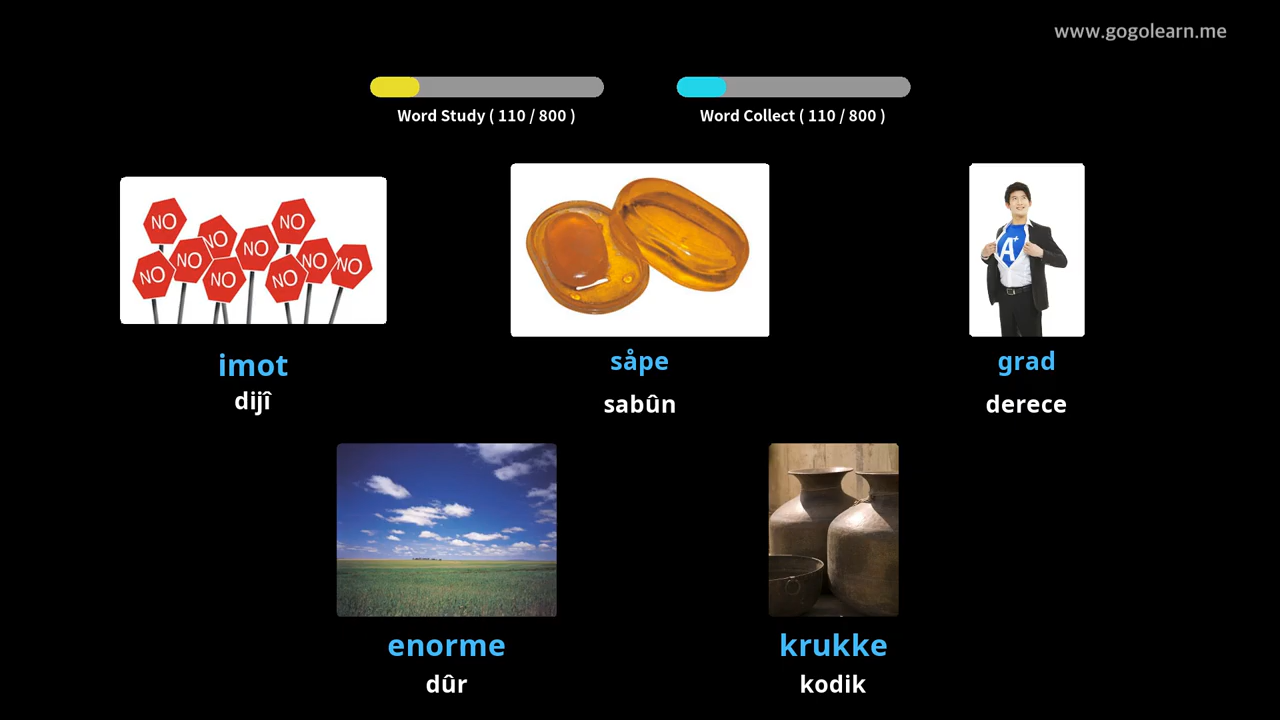 www.gogolearn.me
Word Study ( 110 / 800 )
Word Collect ( 110 / 800 )
NO
NO
NO
NO
NO
NO
NO
NO
NO
NO
A+
imot
dijî
såpe
sabûn
grad
derece
enorme
dûr
krukke
kodik